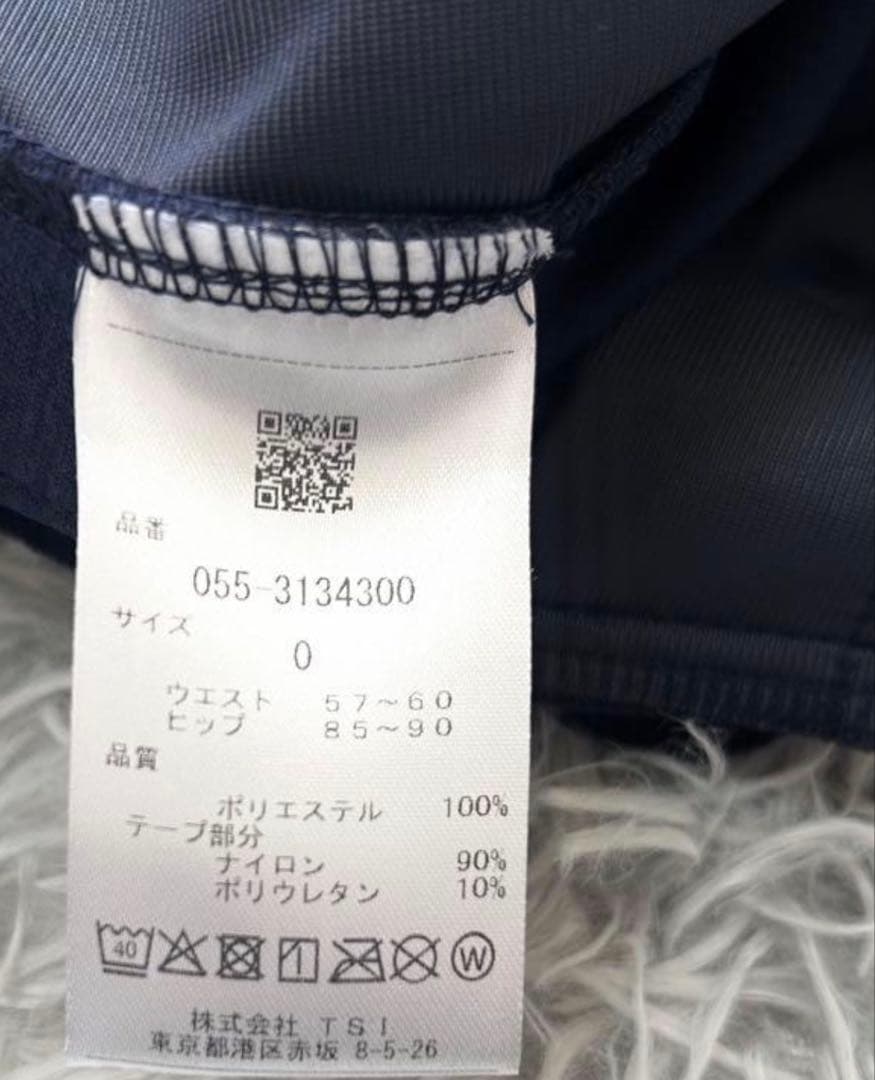 品番
055-3134300
サイズ
0
ウエスト 57~60
ヒップ 85~90
品質
ポリエステル 100%
テープ部分
ナイロン 90%
ポリウレタン 10%
40 W
株式会社 TSI
東京都港区赤坂 8-5-26